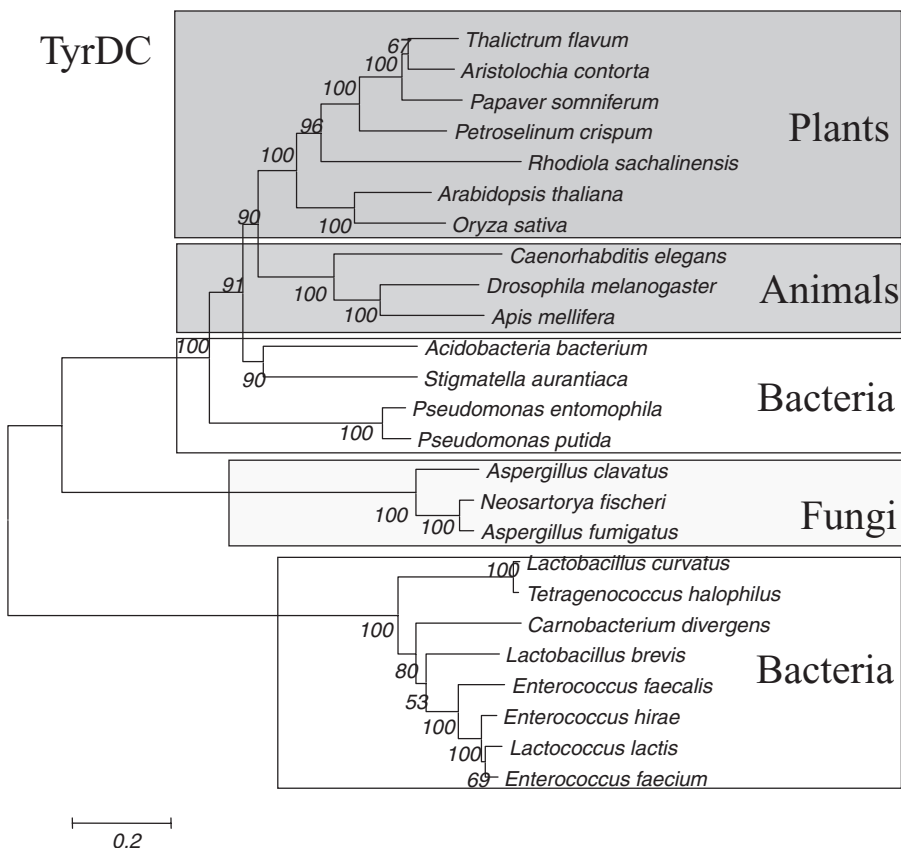 TyrDC
67
Thalictrum flavum
100
Aristolochia contorta
100
Papaver somniferum
96
Petroselinum crispum
Plants
100
Rhodiola sachalinensis
Arabidopsis thaliana
100
Oryza sativa
90
Caenorhabditis elegans
91
100
Drosophila melanogaster
Animals
100
Apis mellifera
100
Acidobacteria bacterium
90
Stigmatella aurantiaca
Bacteria
Pseudomonas entomophila
100
Pseudomonas putida
Aspergillus clavatus
Neosartorya fischeri
100
100
Aspergillus fumigatus
Fungi
100
Lactobacillus curvatus
Tetragenococcus halophilus
100
Carnobacterium divergens
80
Lactobacillus brevis
Bacteria
53
Enterococcus faecalis
100
Enterococcus hirae
100
Lactococcus lactis
69
Enterococcus faecium
0.2